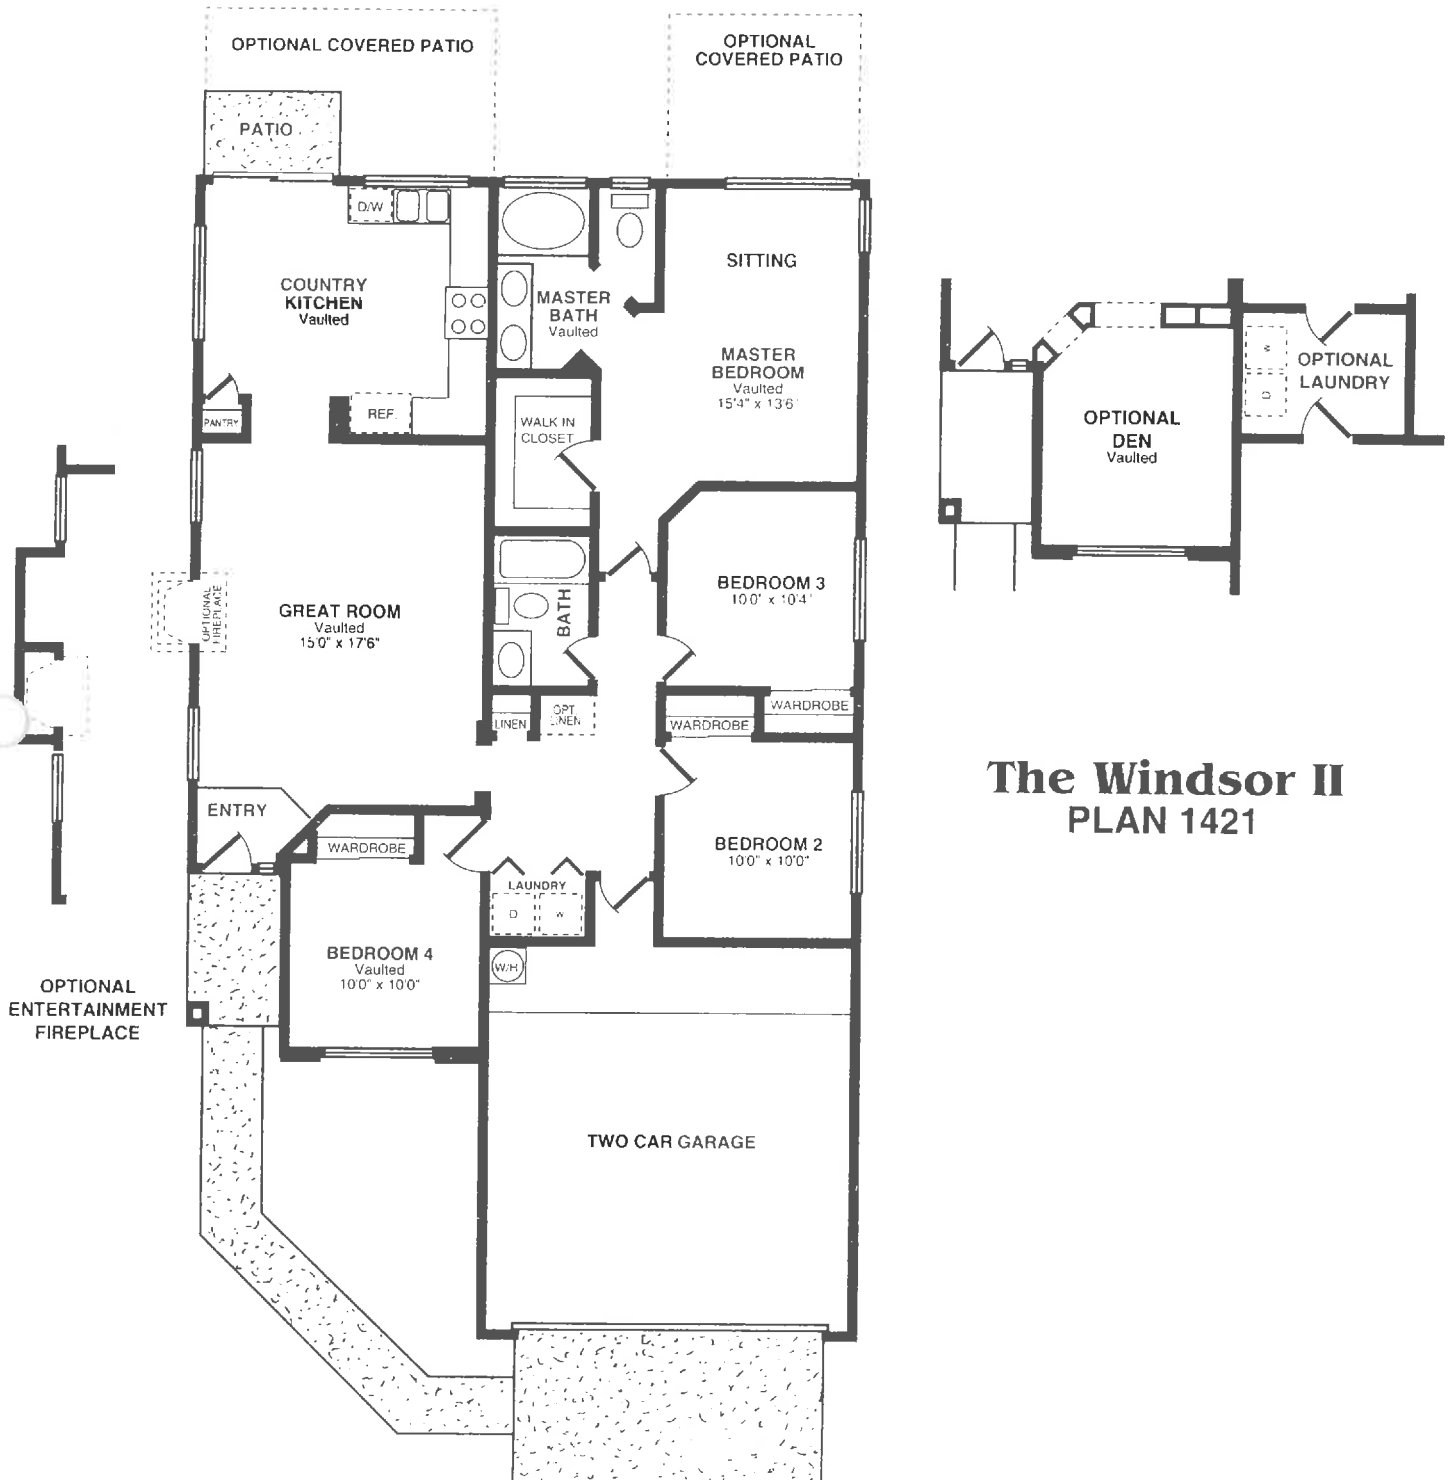 OPTIONAL COVERED PATIO
OPTIONAL
COVERED PATIO
PATIO
D/W
COUNTRY
KITCHEN
Vaulted
MASTER
BATH
Vaulted
SITTING
MASTER
BEDROOM
Vaulted
15'4" x 13'6"
PANTRY
REF.
WALK IN
CLOSET
OPTIONAL
DEN
Vaulted
W
D
OPTIONAL
LAUNDRY
GREAT ROOM
Vaulted
15'0" x 17'6"
OPTIONAL
FIREPLACE
BATH
BEDROOM 3
10'0" x 10'4"
LINEN
OPT.
LINEN
WARDROBE
WARDROBE
The Windsor II
PLAN 1421
ENTRY
WARDROBE
BEDROOM 2
10'0" x 10'0"
LAUNDRY
D
W
BEDROOM 4
Vaulted
10'0" x 10'0"
W/H
OPTIONAL
ENTERTAINMENT
FIREPLACE
TWO CAR GARAGE